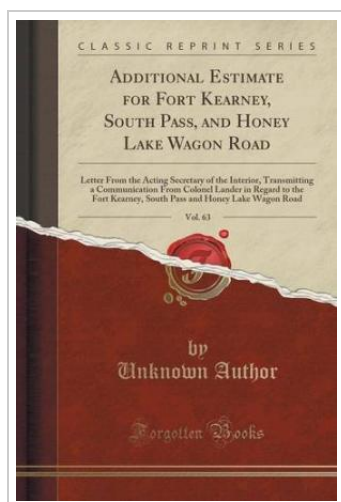 CLASSIC REPRINT SERIES
ADDITIONAL ESTIMATE
FOR FORT KEARNEY,
SOUTH PASS, AND HONEY
LAKE WAGON ROAD
Letter From the Acting Secretary of the Interior, Transmitting
a Communication From Colonel Lander in Regard to the
Fort Kearney, South Pass and Honey Lake Wagon Road
Vol. 63
by
Unknown Author
Forgotten Books